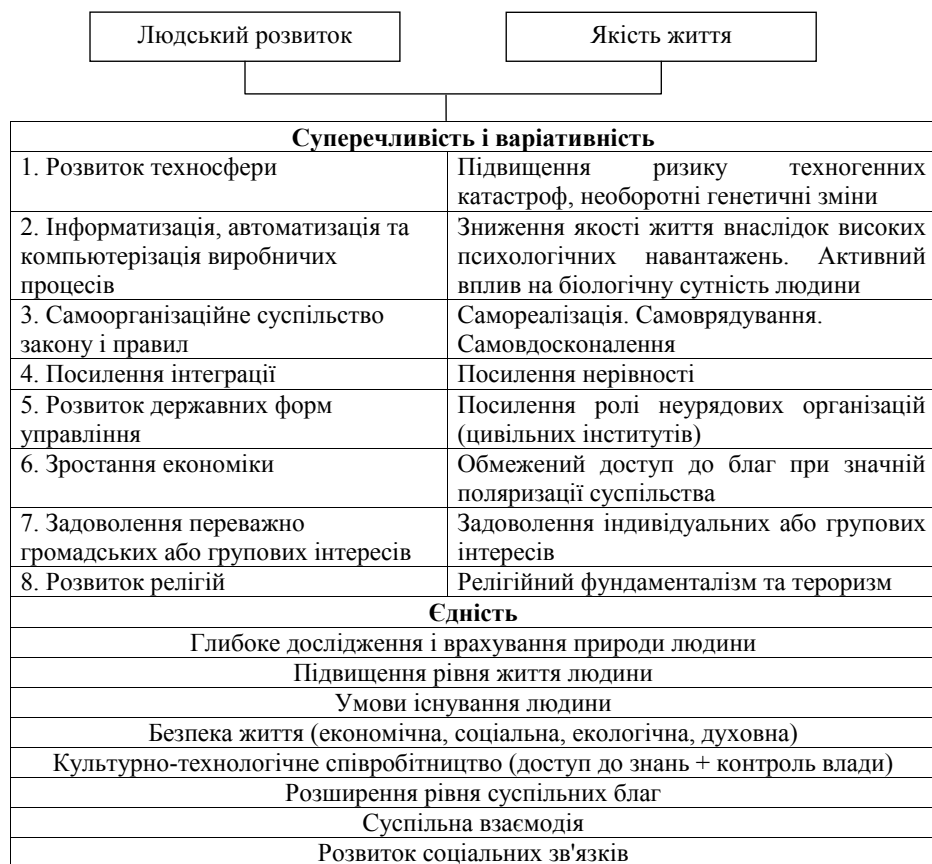 Людський розвиток
Якість життя
Суперечливість і варіативність
1. Розвиток техносфери
Підвищення ризику техногенних
катастроф, необоротні генетичні зміни
2. Інформатизація, автоматизація та
компьютерізація виробничих
процесів
Зниження якості життя внаслідок високих
психологічних навантажень. Активний
вплив на біологічну сутність людини
3. Самоорганізаційне суспільство
закону і правил
Самореалізація. Самоврядування.
Самовдосконалення
4. Посилення інтеграції
Посилення нерівності
5. Розвиток державних форм
управління
Посилення ролі неурядових організацій
(цивільних інститутів)
6. Зростання економіки
Обмежений доступ до благ при значній
поляризації суспільства
7. Задоволення переважно
громадських або групових інтересів
Задоволення індивідуальних або групових
інтересів
8. Розвиток релігій
Релігійний фундаменталізм та тероризм
Єдність
Глибоке дослідження і врахування природи людини
Підвищення рівня життя людини
Умови існування людини
Безпека життя (економічна, соціальна, екологічна, духовна)
Культурно-технологічне співробітництво (доступ до знань + контроль влади)
Розширення рівня суспільних благ
Суспільна взаємодія
Розвиток соціальних зв'язків